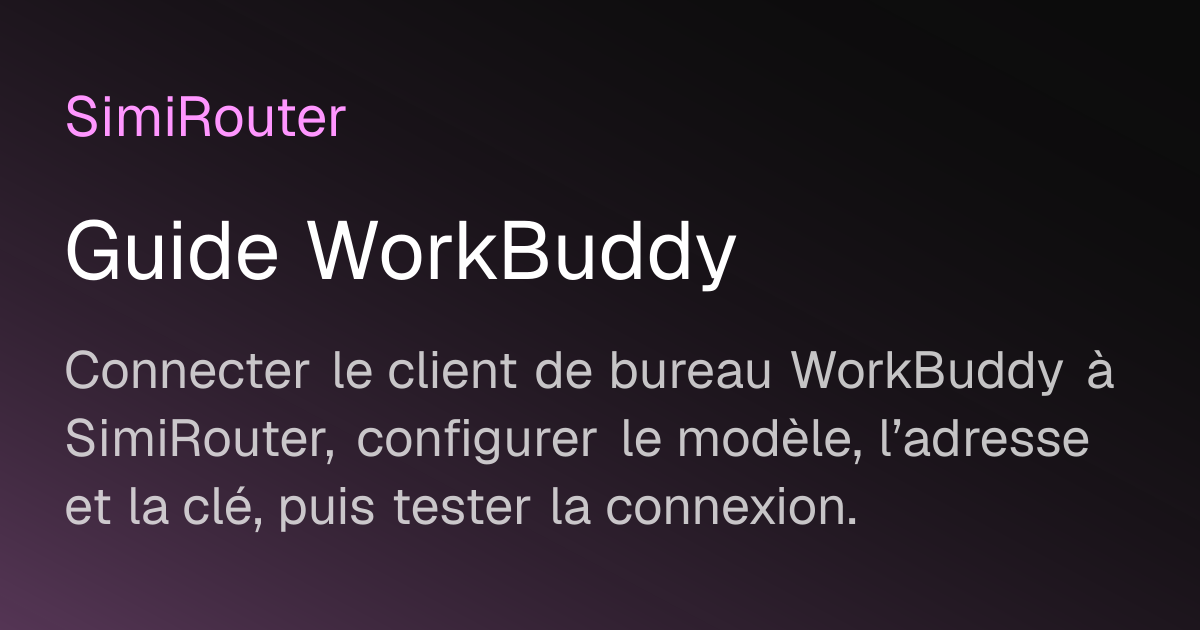 SimiRouter
Guide WorkBuddy
Connecter le client de bureau WorkBuddy à
SimiRouter, configurer le modèle, l’adresse
et la clé, puis tester la connexion.